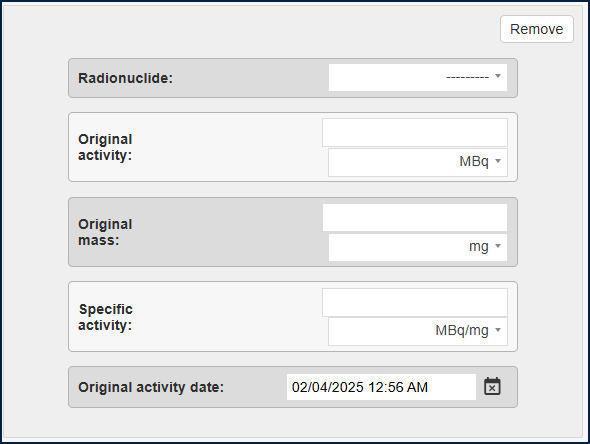 Remove
Radionuclide:
---------
Original
activity:
MBq
Original
mass:
mg
Specific
activity:
MBq/mg
Original activity date:
02/04/2025 12:56 AM